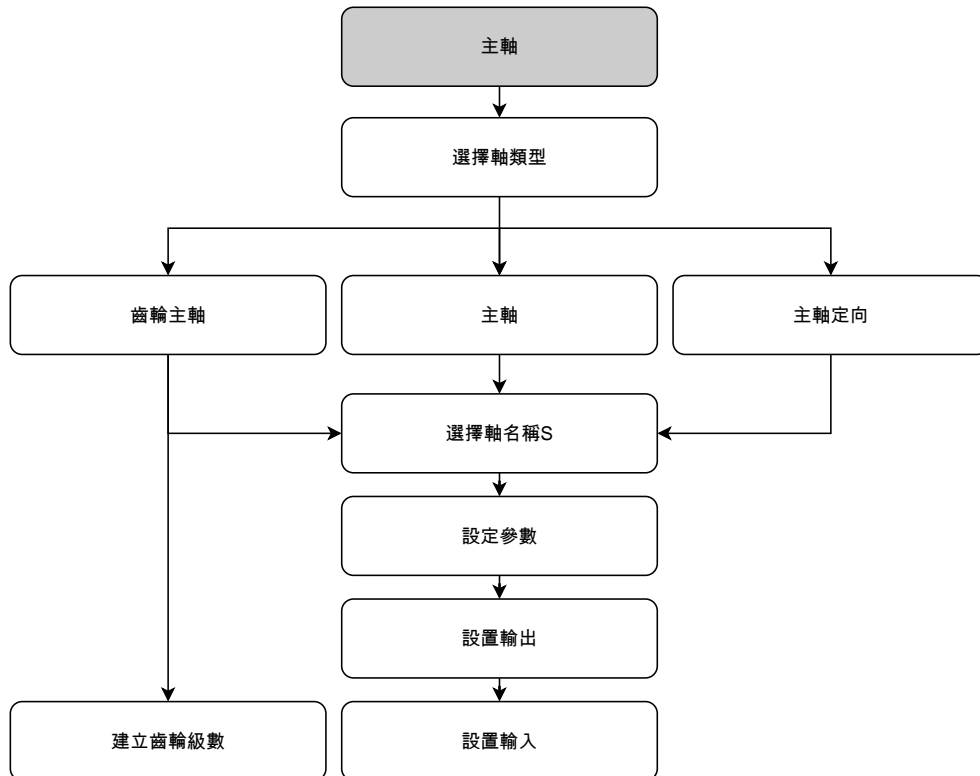 主軸
選擇軸類型
齒輪主軸
主軸
主軸定向
選擇軸名稱S
設定參數
設置輸出
建立齒輪級數
設置輸入